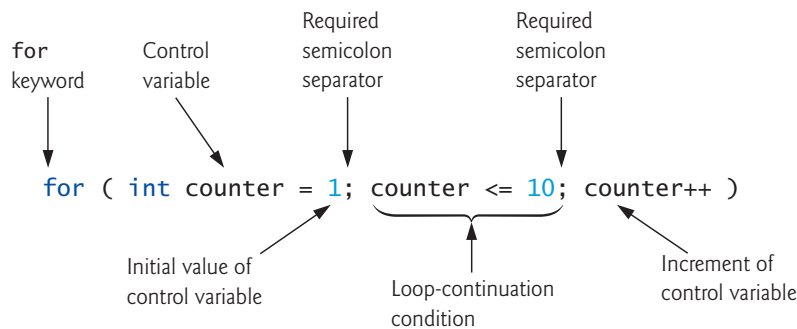 for
keyword
Control
variable
Required
semicolon
separator
Required
semicolon
separator
for ( int counter = 1; counter <= 10; counter++ )
Initial value of
control variable
Loop-continuation
condition
Increment of
control variable